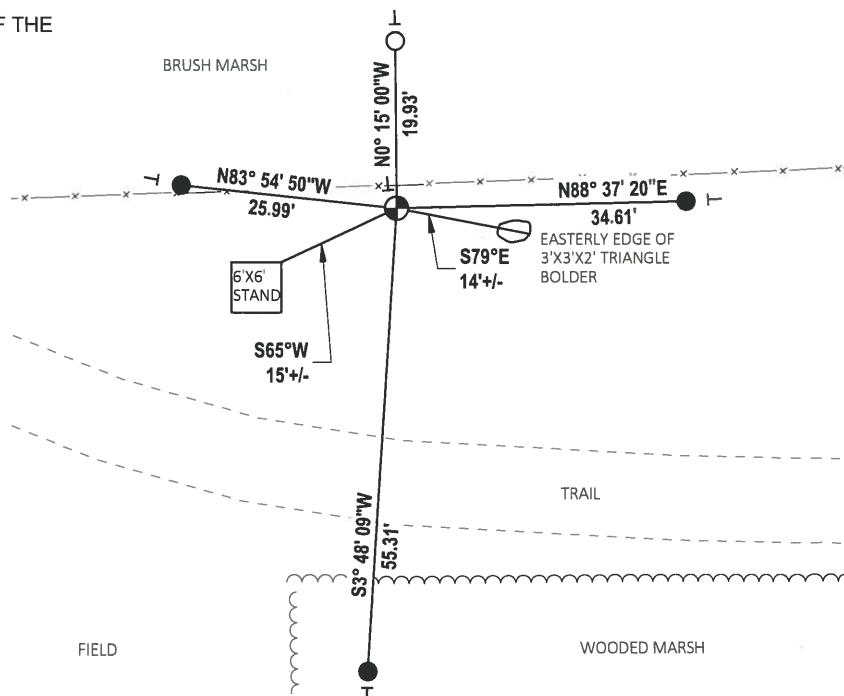 F THE
BRUSH MARSH
N0° 15' 00"W
19.93'
N83° 54' 50"W
25.99'
N88° 37' 20"E
34.61'
EASTERLY EDGE OF
3'X3'X2' TRIANGLE
BOLDER
S79°E
14'+/-
6'X6'
STAND
S65°W
15'+/-
TRAIL
S3° 48' 09"W
55.31'
FIELD
WOODED MARSH